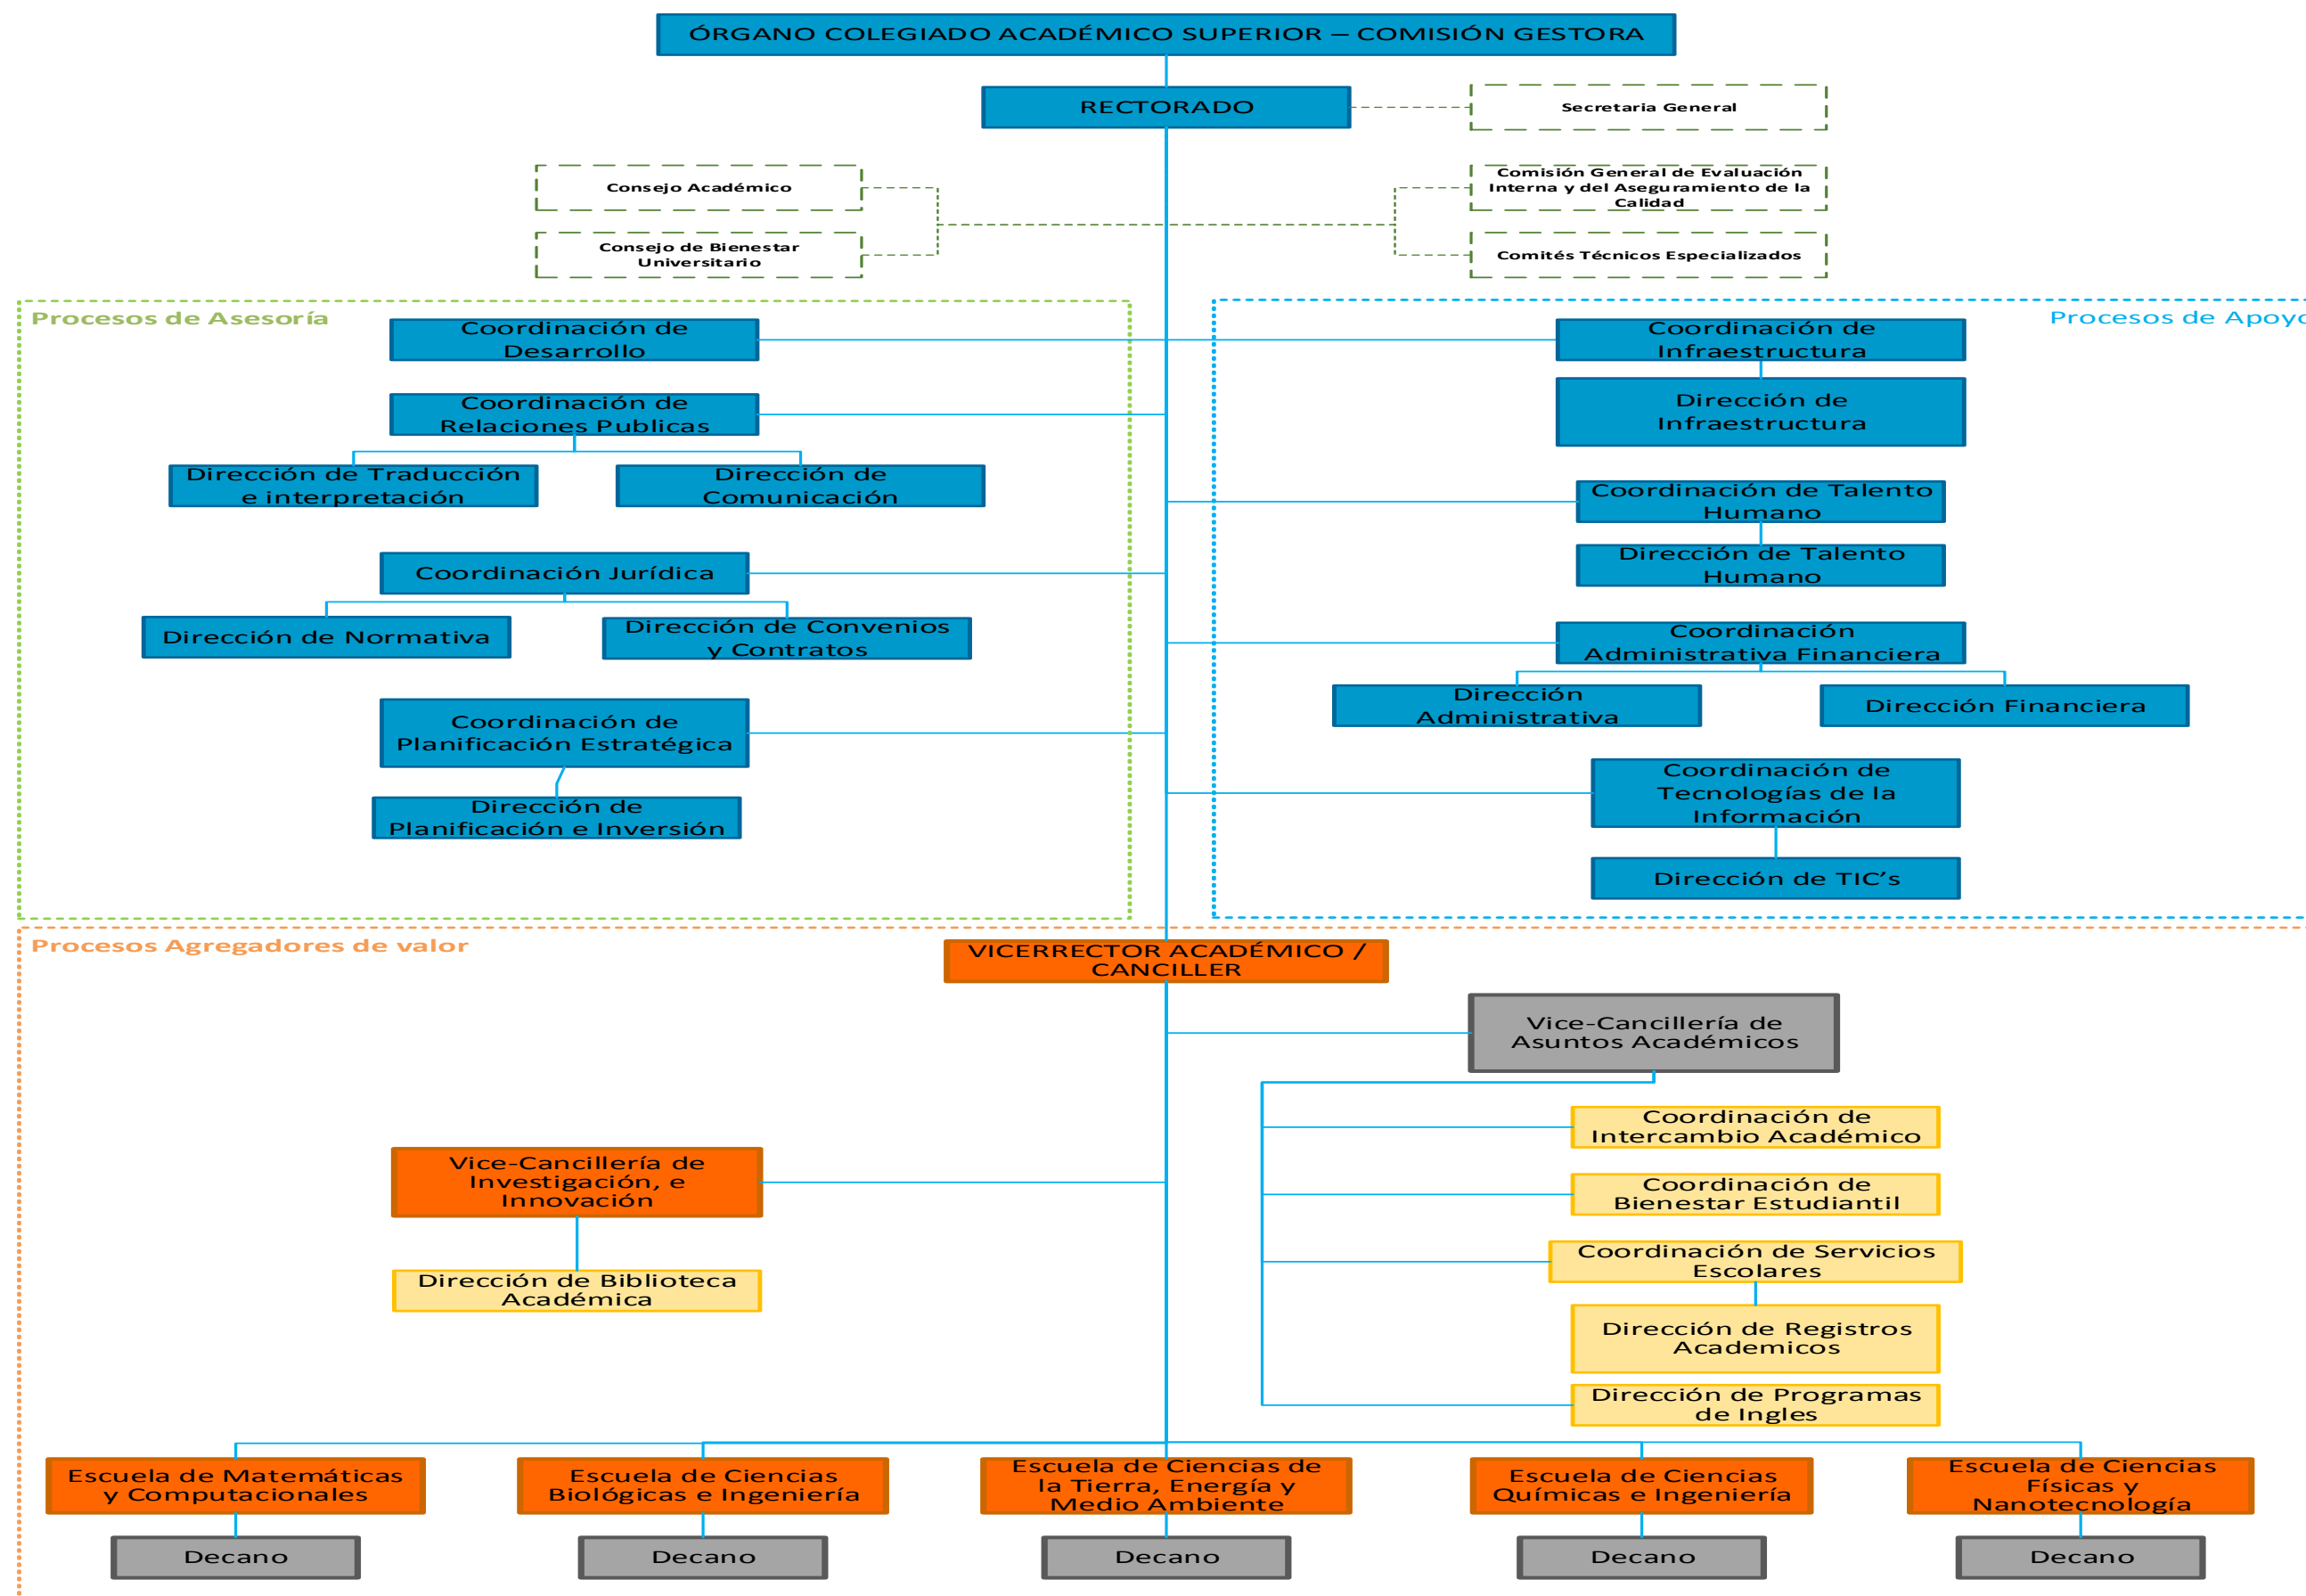 ÓRGANO COLEGIADO ACADÉMICO SUPERIOR – COMISIÓN GESTORA
RECTORADO
Secretaria General
Consejo Académico
Comisión General de Evaluación
Interna y del Aseguramiento de la
Calidad
Consejo de Bienestar
Universitario
Comités Técnicos Especializados
Procesos de Asesoría
Coordinación de
Desarrollo
Coordinación de
Relaciones Publicas
Dirección de Traducción
e interpretación
Dirección de
Comunicación
Coordinación Jurídica
Dirección de Normativa
Dirección de Convenios
y Contratos
Coordinación de
Planificación Estratégica
Dirección de
Planificación e Inversión
Procesos de Apoyo
Coordinación de
Infraestructura
Dirección de
Infraestructura
Coordinación de Talento
Humano
Dirección de Talento
Humano
Coordinación
Administrativa Financiera
Dirección
Administrativa
Dirección Financiera
Coordinación de
Tecnologías de la
Información
Dirección de TIC’s
Procesos Agregadores de valor
VICERRECTOR ACADÉMICO /
CANCILLER
Vice-Cancillería de
Asuntos Académicos
Coordinación de
Intercambio Académico
Coordinación de
Bienestar Estudiantil
Coordinación de Servicios
Escolares
Dirección de Registros
Academicos
Dirección de Programas
de Ingles
Vice-Cancillería de
Investigación, e
Innovación
Dirección de Biblioteca
Académica
Escuela de Matemáticas
y Computacionales
Escuela de Ciencias
Biológicas e Ingeniería
Escuela de Ciencias de
la Tierra, Energía y
Medio Ambiente
Escuela de Ciencias
Químicas e Ingeniería
Escuela de Ciencias
Físicas y
Nanotecnología
Decano
Decano
Decano
Decano
Decano